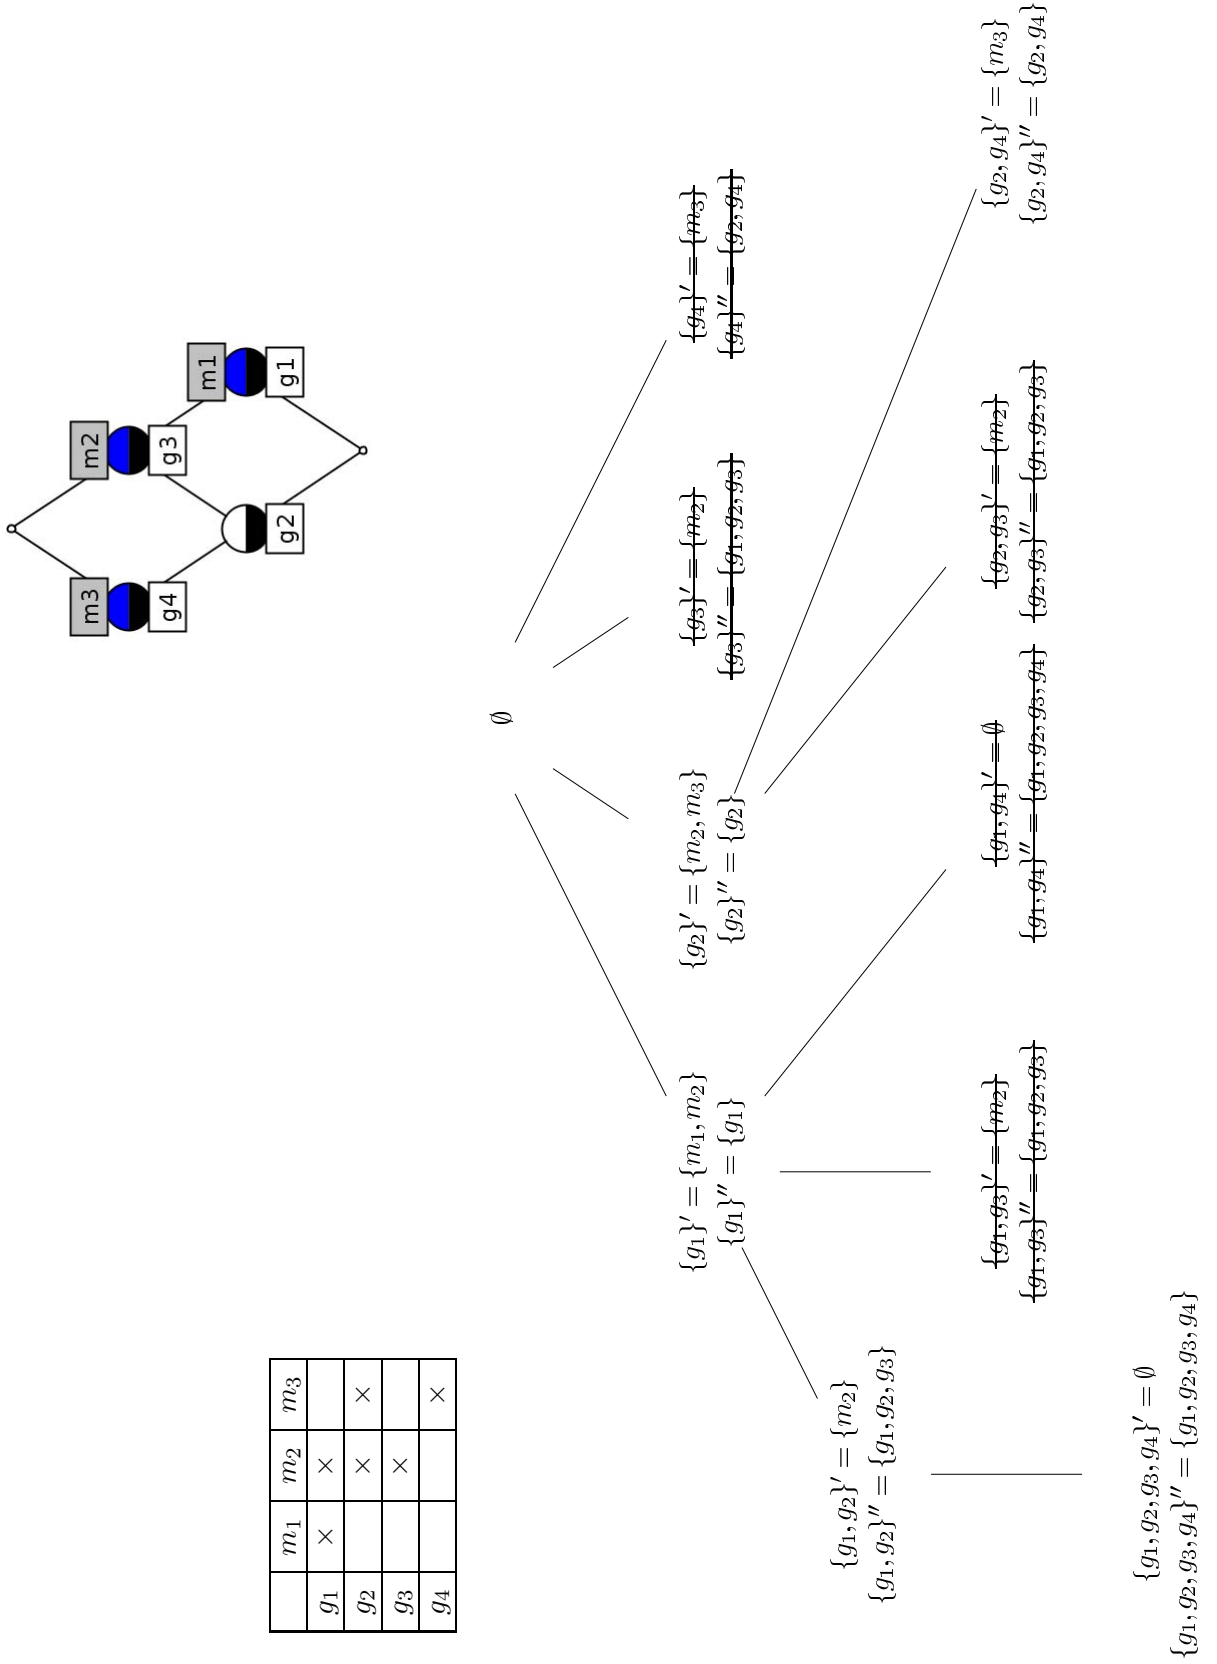 m₁ m₂ m₃
g₁ × ×
g₂ × ×
g₃ ×
g₄ ×
m3 m2
g4 g3 m1
g2 g1
∅
{g₁}′ = {m₁, m₂}
{g₁}″ = {g₁}
{g₂}′ = {m₂, m₃}
{g₂}″ = {g₂}
{g₃}′ = {m₂}
{g₃}″ = {g₁, g₂, g₃}
{g₄}′ = {m₃}
{g₄}″ = {g₂, g₄}
{g₁, g₂}′ = {m₂}
{g₁, g₂}″ = {g₁, g₂, g₃}
{g₁, g₃}′ = {m₂}
{g₁, g₃}″ = {g₁, g₂, g₃}
{g₁, g₄}′ = ∅
{g₁, g₄}″ = {g₁, g₂, g₃, g₄}
{g₂, g₃}′ = {m₂}
{g₂, g₃}″ = {g₁, g₂, g₃}
{g₂, g₄}′ = {m₃}
{g₂, g₄}″ = {g₂, g₄}
{g₁, g₂, g₃, g₄}′ = ∅
{g₁, g₂, g₃, g₄}″ = {g₁, g₂, g₃, g₄}